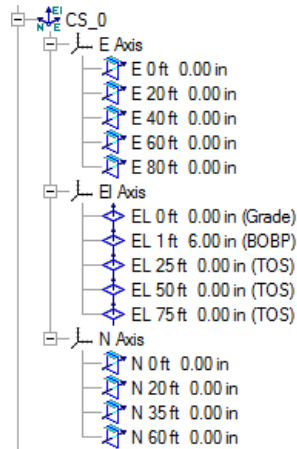 El
N E CS_0
E Axis
E 0 ft 0.00 in
E 20 ft 0.00 in
E 40 ft 0.00 in
E 60 ft 0.00 in
E 80 ft 0.00 in
El Axis
EL 0 ft 0.00 in (Grade)
EL 1 ft 6.00 in (BOBP)
EL 25 ft 0.00 in (TOS)
EL 50 ft 0.00 in (TOS)
EL 75 ft 0.00 in (TOS)
N Axis
N 0 ft 0.00 in
N 20 ft 0.00 in
N 35 ft 0.00 in
N 60 ft 0.00 in